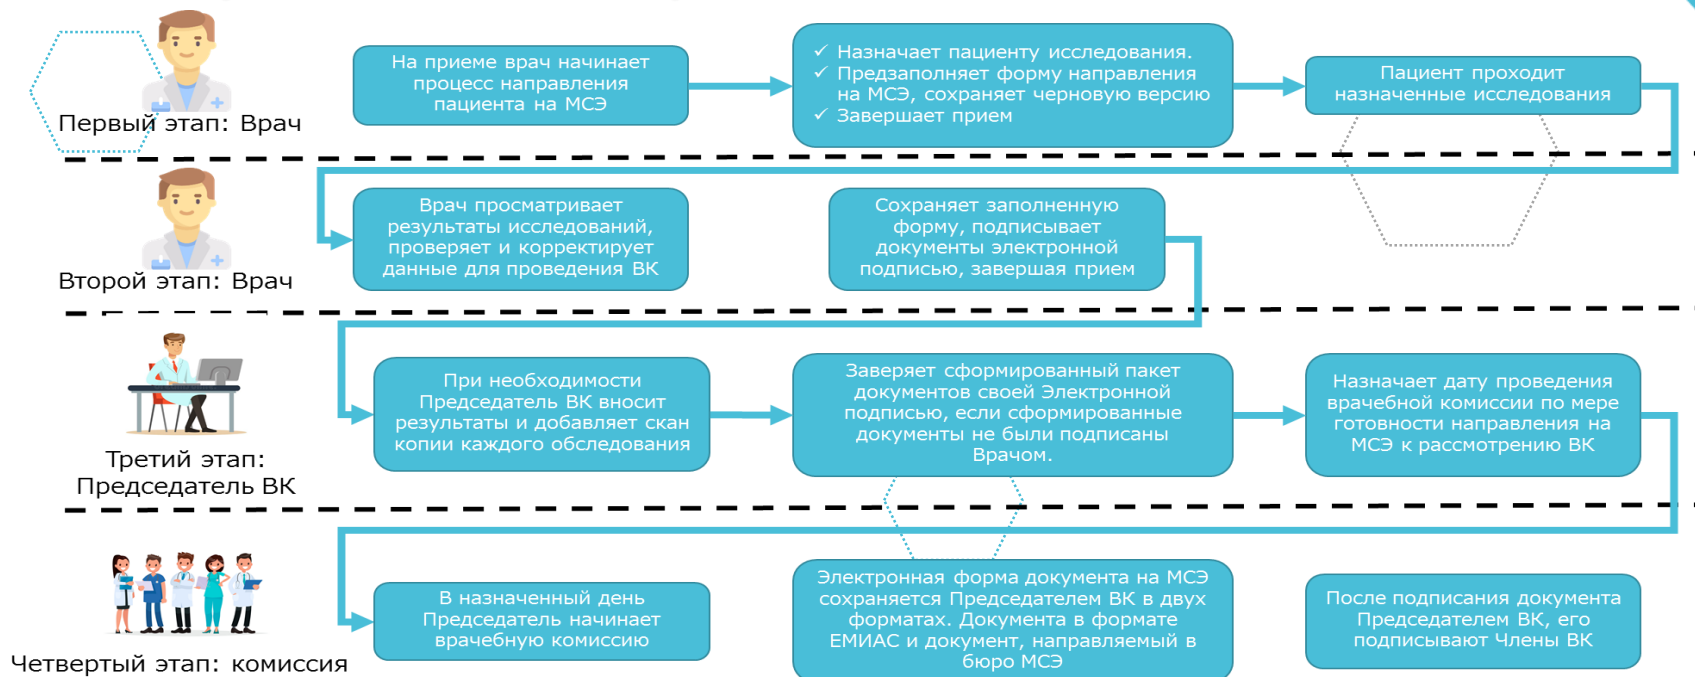 На приеме врач начинает
процесс направления
пациента на МСЭ
✓ Назначает пациенту исследования.
✓ Предзаполняет форму направления
на МСЭ, сохраняет черновую версию
✓ Завершает прием
Пациент проходит
назначенные исследования
Первый этап: Врач
Врач просматривает
результаты исследований,
проверяет и корректирует
данные для проведения ВК
Сохраняет заполненную
форму, подписывает
документы электронной
подписью, завершая прием
Второй этап: Врач
При необходимости
Председатель ВК вносит
результаты и добавляет скан
копии каждого обследования
Заверяет сформированный пакет
документов своей Электронной
подписью, если сформированные
документы не были подписаны
Врачом.
Назначает дату проведения
врачебной комиссии по мере
готовности направления на
МСЭ к рассмотрению ВК
Третий этап:
Председатель ВК
В назначенный день
Председатель начинает
врачебную комиссию
Электронная форма документа на МСЭ
сохраняется Председателем ВК в двух
форматах. Документа в формате
ЕМИАС и документ, направляемый в
бюро МСЭ
После подписания документа
Председателем ВК, его
подписывают Члены ВК
Четвертый этап: комиссия